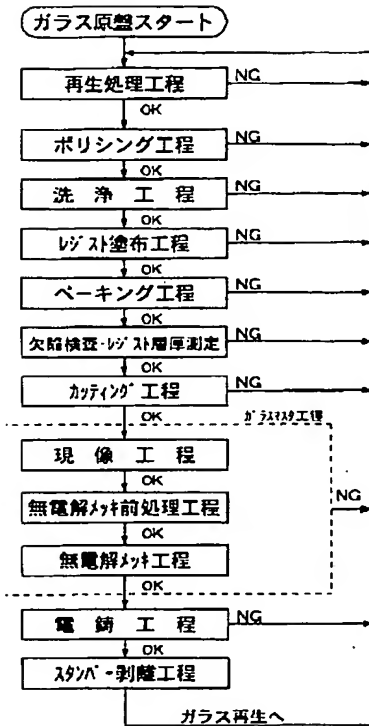 ガラス原盤スタート
再生処理工程
NG
OK
ポリシング工程
NG
OK
洗浄工程
NG
OK
レジスト塗布工程
NG
OK
ベーキング工程
NG
OK
欠陥検査・レジスト層厚測定
NG
OK
カッティング工程
NG
OK
ガラスマスタ工程
現像工程
OK
無電解メッキ前処理工程
NG
OK
無電解メッキ工程
OK
電鋳工程
NG
OK
スタンパー剥離工程
ガラス再生へ